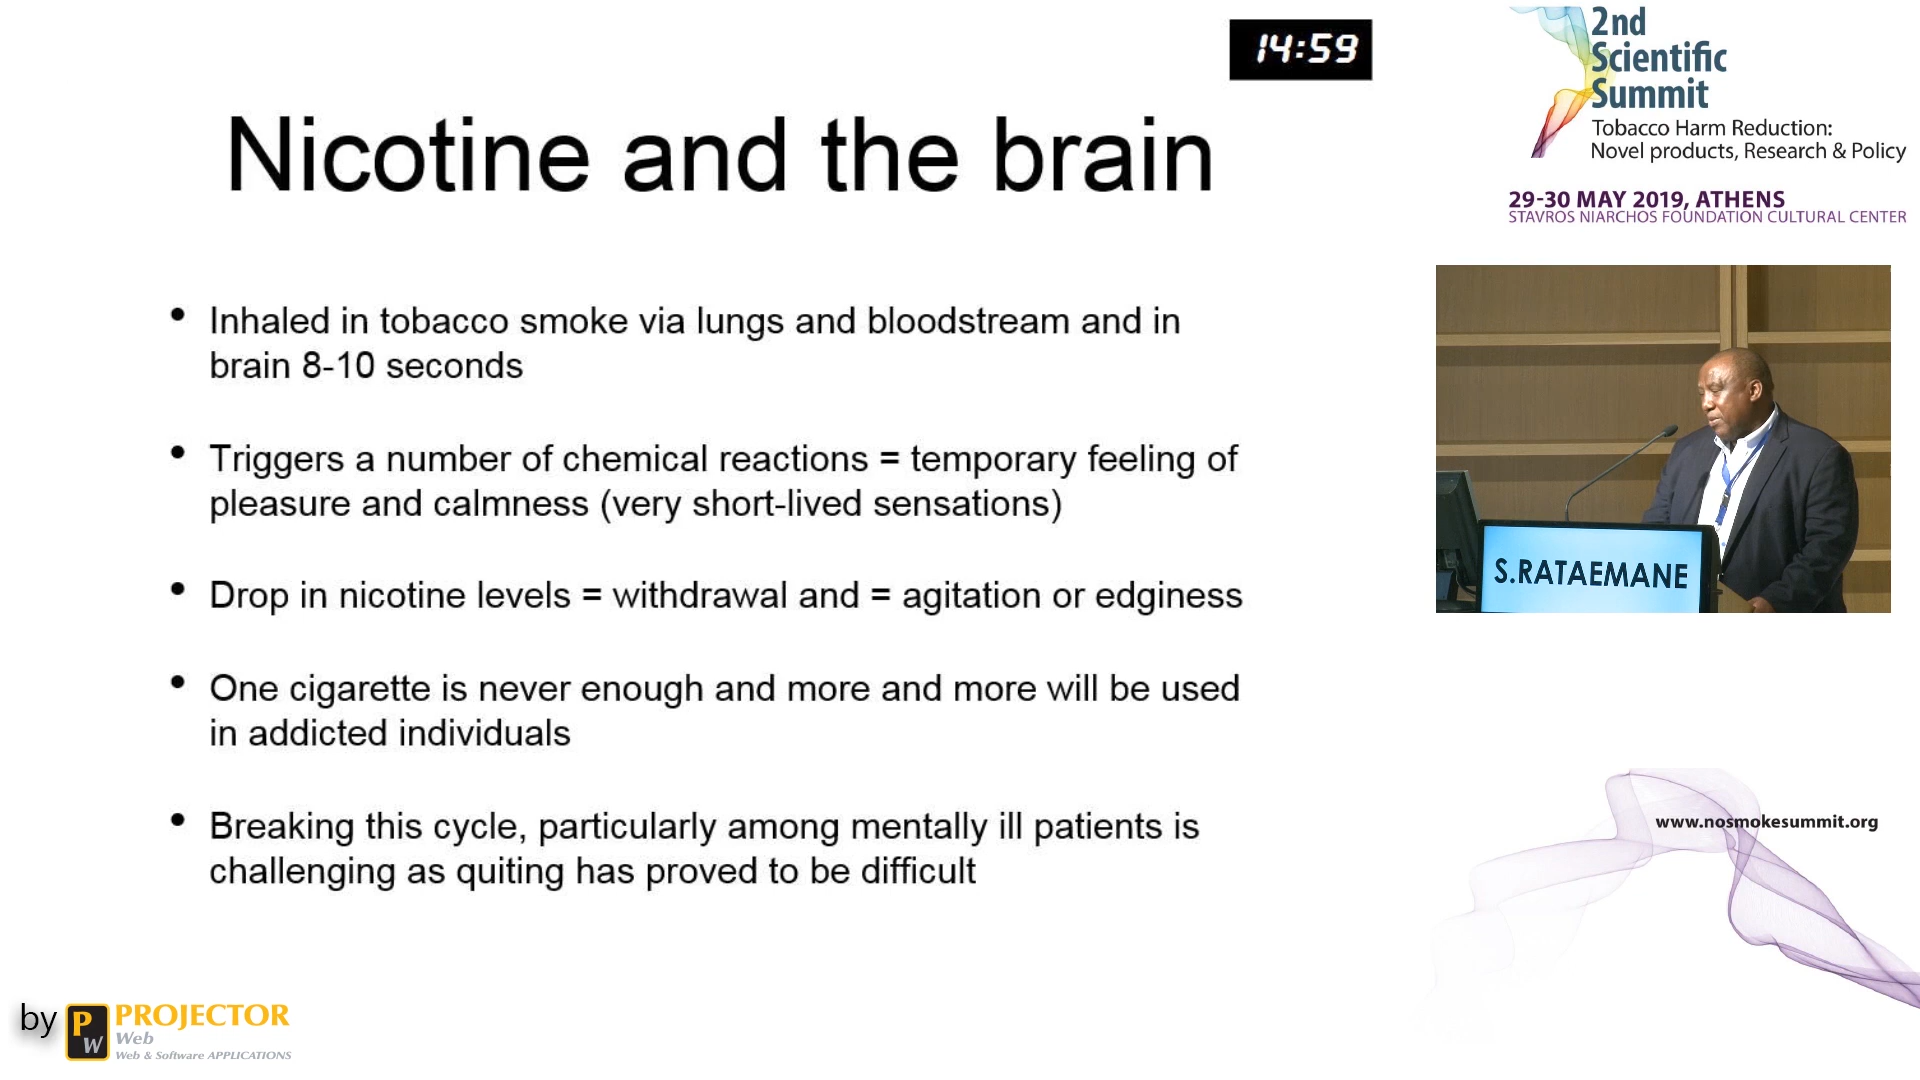 14:59
Nicotine and the brain
• Inhaled in tobacco smoke via lungs and bloodstream and in
brain 8-10 seconds
• Triggers a number of chemical reactions = temporary feeling of
pleasure and calmness (very short-lived sensations)
• Drop in nicotine levels = withdrawal and = agitation or edginess
• One cigarette is never enough and more and more will be used
in addicted individuals
• Breaking this cycle, particularly among mentally ill patients is
challenging as quiting has proved to be difficult
2nd
Scientific
Summit
Tobacco Harm Reduction:
Novel products, Research & Policy
29-30 MAY 2019, ATHENS
STAVROS NIARCHOS FOUNDATION CULTURAL CENTER
S.RATAEMANE
www.nosmokesummit.org
by PW PROJECTOR
Web
Web & Software APPLICATIONS